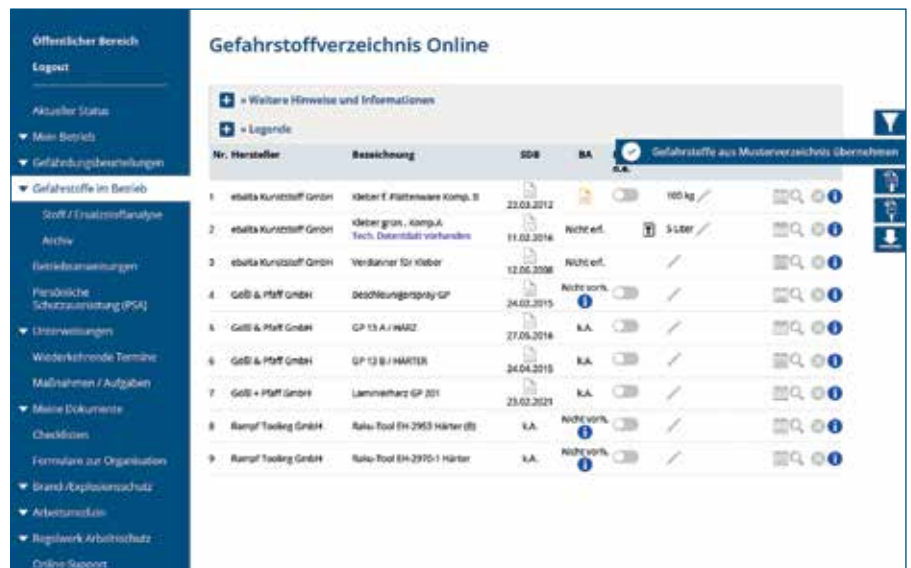 Öffentlicher Bereich
Logout
Aktueller Status
Mein Betrieb
Gefährdungsbeurteilungen
Gefahrstoffe im Betrieb
Stoff / Ersatzstoffanalyse
Archiv
Betriebsanweisungen
Persönliche
Schutzausrüstung (PSA)
Unterweisungen
Wiederkehrende Termine
Maßnahmen / Aufgaben
Meine Dokumente
Checklisten
Formulare zur Organisation
Brand-/Explosionsschutz
Arbeitsmedizin
Regelwerk Arbeitsschutz
Online Support
Gefahrstoffverzeichnis Online
» Weitere Hinweise und Informationen
» Legende
Nr. Hersteller Bezeichnung SDB BA n.e.
Gefahrstoffe aus Musterverzeichnis übernehmen
1 ebalta Kunststoff GmbH Kleber f. Plattenware Komp. B 23.03.2012 160 kg
2 ebalta Kunststoff GmbH Kleber grün, Komp.A 11.02.2016 Nicht erf. 5 Liter
Tech. Datenblatt vorhanden
3 ebalta Kunststoff GmbH Verdünner für Kleber 12.06.2008 Nicht erf.
4 Gößl & Pfaff GmbH Beschleunigerspray GP 24.02.2015 Nicht vorh.
5 Gößl & Pfaff GmbH GP 13 A / HARZ 27.05.2016 k.A.
6 Gößl & Pfaff GmbH GP 13 B / HÄRTER 24.04.2015 k.A.
7 Gößl + Pfaff GmbH Laminierharz GP 201 23.02.2021 k.A.
8 Rampf Tooling GmbH Raku-Tool EH-2953 Härter (B) k.A. Nicht vorh.
9 Rampf Tooling GmbH Raku-Tool EH-2970-1 Härter k.A. Nicht vorh.